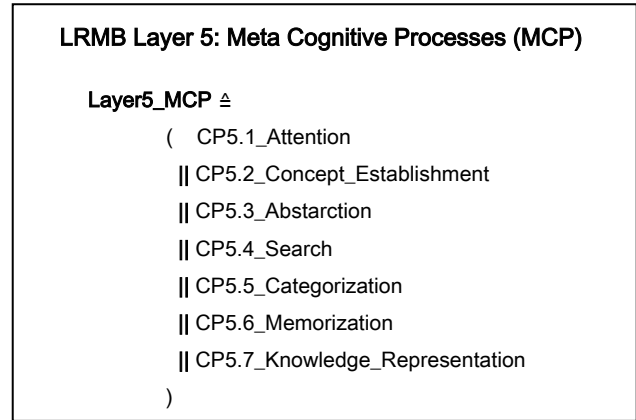 LRMB Layer 5: Meta Cognitive Processes (MCP)
Layer5_MCP ≙
( CP5.1_Attention
|| CP5.2_Concept_Establishment
|| CP5.3_Abstarction
|| CP5.4_Search
|| CP5.5_Categorization
|| CP5.6_Memorization
|| CP5.7_Knowledge_Representation
)